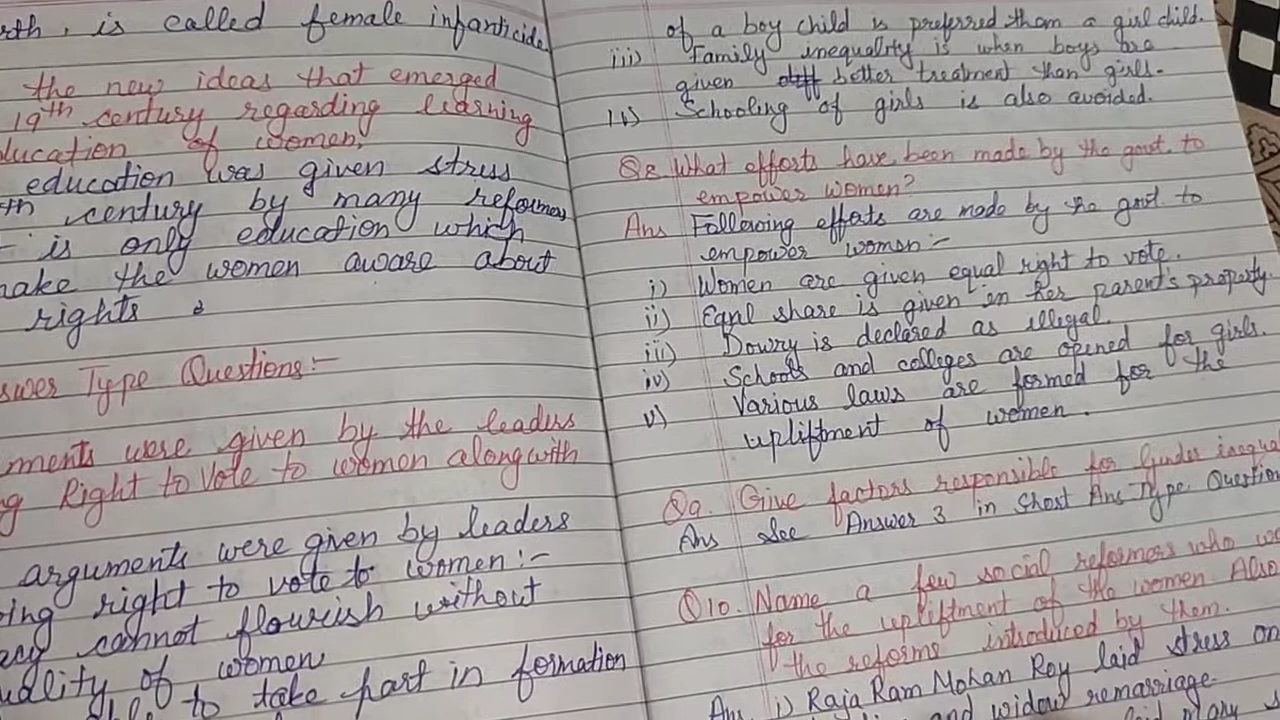 is called female infanticide
the new ideas that emerged
19th century regarding learning
education of women.
education was given stress
century by many reformers
is only education which
make the women aware about
rights
Type Questions:-
were given by the leaders
Right to Vote to women alongwith
arguments were given by leaders
right to vote to women :-
cannot flourish without
of women
to take part in formation
of a boy child is preferred than a girl child.
iii) Family inequality is when boys are
given better treatment than girls.
iv) Schooling of girls is also avoided.
Q8 What efforts have been made by the govt. to
empower women?
Ans Following efforts are made by the govt to
empower women :-
i) Women are given equal right to vote.
ii) Equal share is given in her parent's property.
iii) Dowry is declared as illegal.
iv) Schools and colleges are opened for girls.
v) Various laws are formed for the
upliftment of women.
Q9. Give factors responsible for Gender
Ans See Answer 3 in Short Ans Type Question
Q10. Name a few social reformers who
for the upliftment of the women Also
the reforms introduced by them.
Ans i) Raja Ram Mohan Roy laid stress on
and widow remarriage.